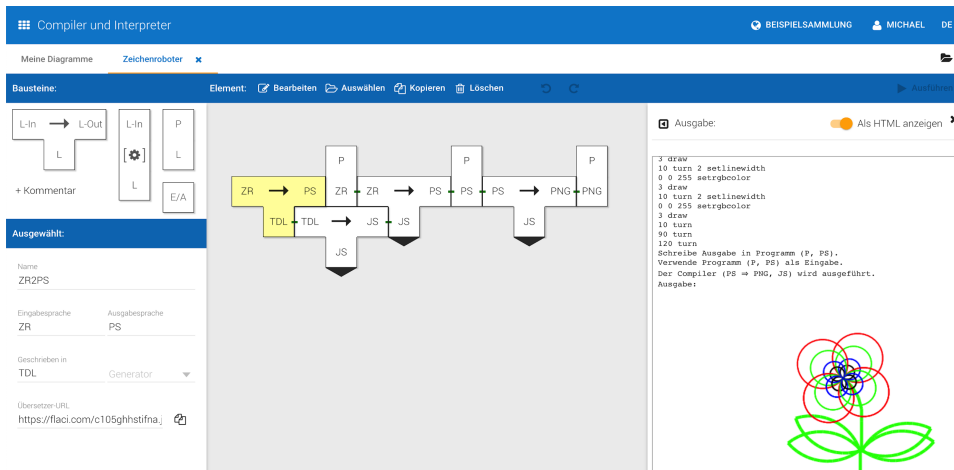 Compiler und Interpreter
BEISPIELSAMMLUNG
MICHAEL
DE
Meine Diagramme
Zeichenroboter
Bausteine:
Element:
Bearbeiten
Auswählen
Kopieren
Löschen
Ausführen
L-In → L-Out
L
L-In
[ ]
L
P
L
+ Kommentar
E/A
Ausgewählt:
Name
ZR2PS
Eingabesprache
Ausgabesprache
ZR
PS
Geschrieben in
TDL
Generator
Übersetzer-URL
https://flaci.com/c105ghhstifna.j
P
P
P
ZR → PS
ZR
ZR → PS
PS
PS → PNG
PNG
TDL
TDL → JS
JS
JS
JS
Ausgabe:
Als HTML anzeigen
3 draw
10 turn 2 setlinewidth
0 0 255 setrgbcolor
3 draw
10 turn 2 setlinewidth
0 0 255 setrgbcolor
3 draw
10 turn
90 turn
120 turn
Schreibe Ausgabe in Programm (P, PS).
Verwende Programm (P, PS) als Eingabe.
Der Compiler (PS ⇒ PNG, JS) wird ausgeführt.
Ausgabe: